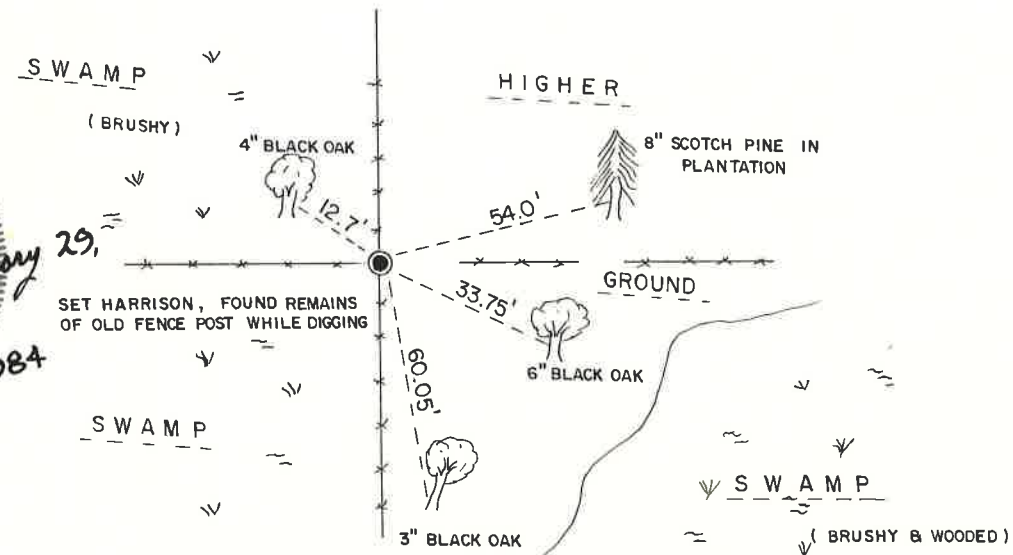 SWAMP
(BRUSHY)
4" BLACK OAK
12.7'
HIGHER
8" SCOTCH PINE IN
PLANTATION
54.0'
29,
SET HARRISON, FOUND REMAINS
OF OLD FENCE POST WHILE DIGGING
GROUND
33.75'
6" BLACK OAK
60.05'
SWAMP
3" BLACK OAK
SWAMP
(BRUSHY & WOODED)